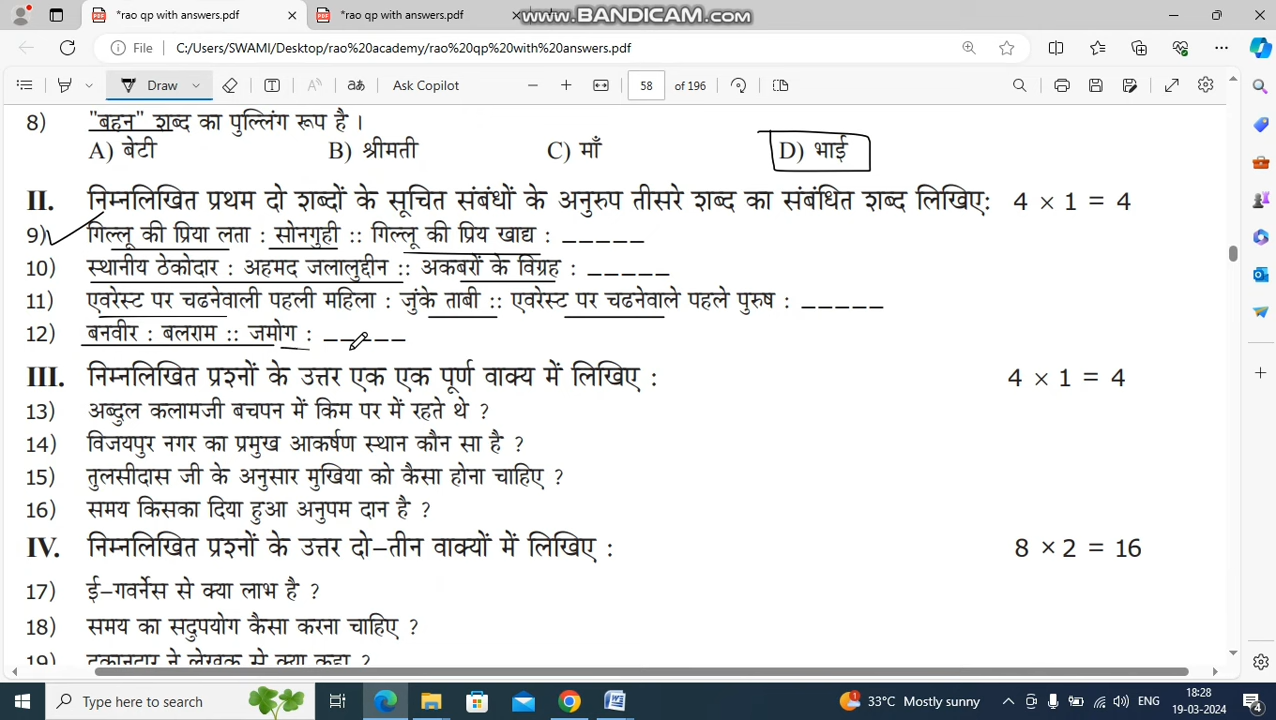 *rao qp with answers.pdf
*rao qp with answers.pdf
www.BANDICAM.com
File
C:/Users/SWAMI/Desktop/rao%20academy/rao%20qp%20with%20answers.pdf
Draw
Ask Copilot
58 of 196
8) "बहन" शब्द का पुल्लिंग रूप है ।
A) बेटी B) श्रीमती C) माँ D) भाई
II. निम्नलिखित प्रथम दो शब्दों के सूचित संबंधों के अनुरुप तीसरे शब्द का संबंधित शब्द लिखिए: 4 × 1 = 4
9) गिल्लू की प्रिया लता : सोनगुही :: गिल्लू की प्रिय खाद्य : _____
10) स्थानीय ठेकोदार : अहमद जलालुद्दीन :: अकबरों के विग्रह : _____
11) एवरेस्ट पर चढनेवाली पहली महिला : जुंके ताबी :: एवरेस्ट पर चढनेवाले पहले पुरुष : _____
12) बनवीर : बलराम :: जमोग : _____
III. निम्नलिखित प्रश्नों के उत्तर एक एक पूर्ण वाक्य में लिखिए : 4 × 1 = 4
13) अब्दुल कलामजी बचपन में किम पर में रहते थे ?
14) विजयपुर नगर का प्रमुख आकर्षण स्थान कौन सा है ?
15) तुलसीदास जी के अनुसार मुखिया को कैसा होना चाहिए ?
16) समय किसका दिया हुआ अनुपम दान है ?
IV. निम्नलिखित प्रश्नों के उत्तर दो-तीन वाक्यों में लिखिए : 8 × 2 = 16
17) ई-गवर्नेस से क्या लाभ है ?
18) समय का सदुपयोग कैसा करना चाहिए ?
19) दुकानदार ने लेखक से क्या कहा ?
Type here to search
33°C Mostly sunny
ENG
18:28
19-03-2024